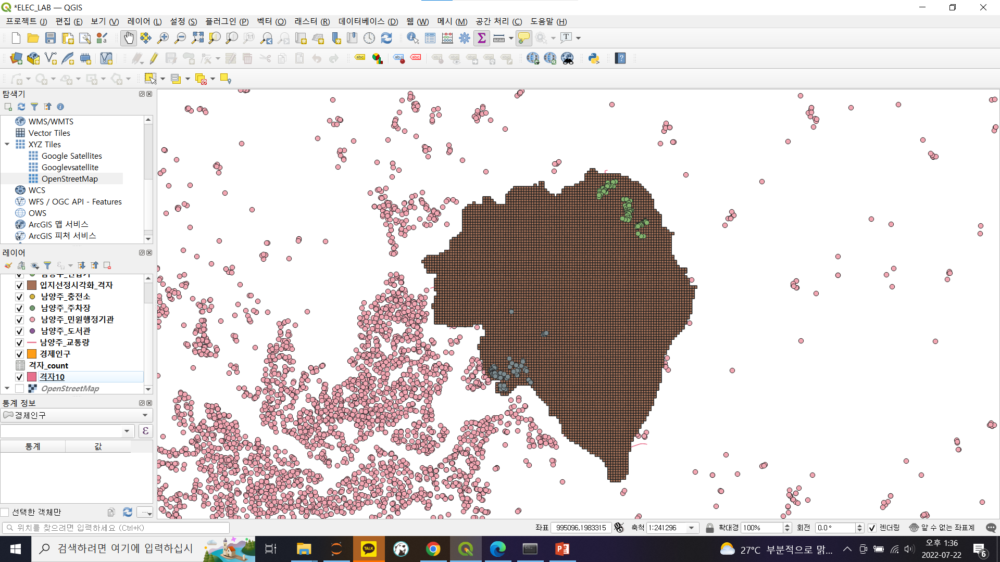 *ELEC_LAB — QGIS
프로젝트 (J) 편집 (E) 보기 (V) 레이어 (L) 설정 (S) 플러그인 (P) 벡터 (O) 래스터 (R) 데이터베이스 (D) 웹 (W) 메시 (M) 공간 처리 (C) 도움말 (H)
탐색기
WMS/WMTS
Vector Tiles
XYZ Tiles
Google Satellites
Googlevsatellite
OpenStreetMap
WCS
WFS / OGC API - Features
OWS
ArcGIS 맵 서비스
ArcGIS 피처 서비스
레이어
입지선정시각화_격자
남양주_충전소
남양주_주차장
남양주_민원행정기관
남양주_도서관
남양주_교통량
경제인구
격자_count
격자10
OpenStreetMap
통계 정보
경제인구
통계 값
선택한 객체만
위치를 찾으려면 입력하세요 (Ctrl+K)
좌표 995096,1983315 축척 1:241296 확대경 100% 회전 0.0 ° 렌더링 알 수 없는 좌표계
검색하려면 여기에 입력하십시
TALK
27°C 부분적으로 맑...
오후 1:36
2022-07-22
6